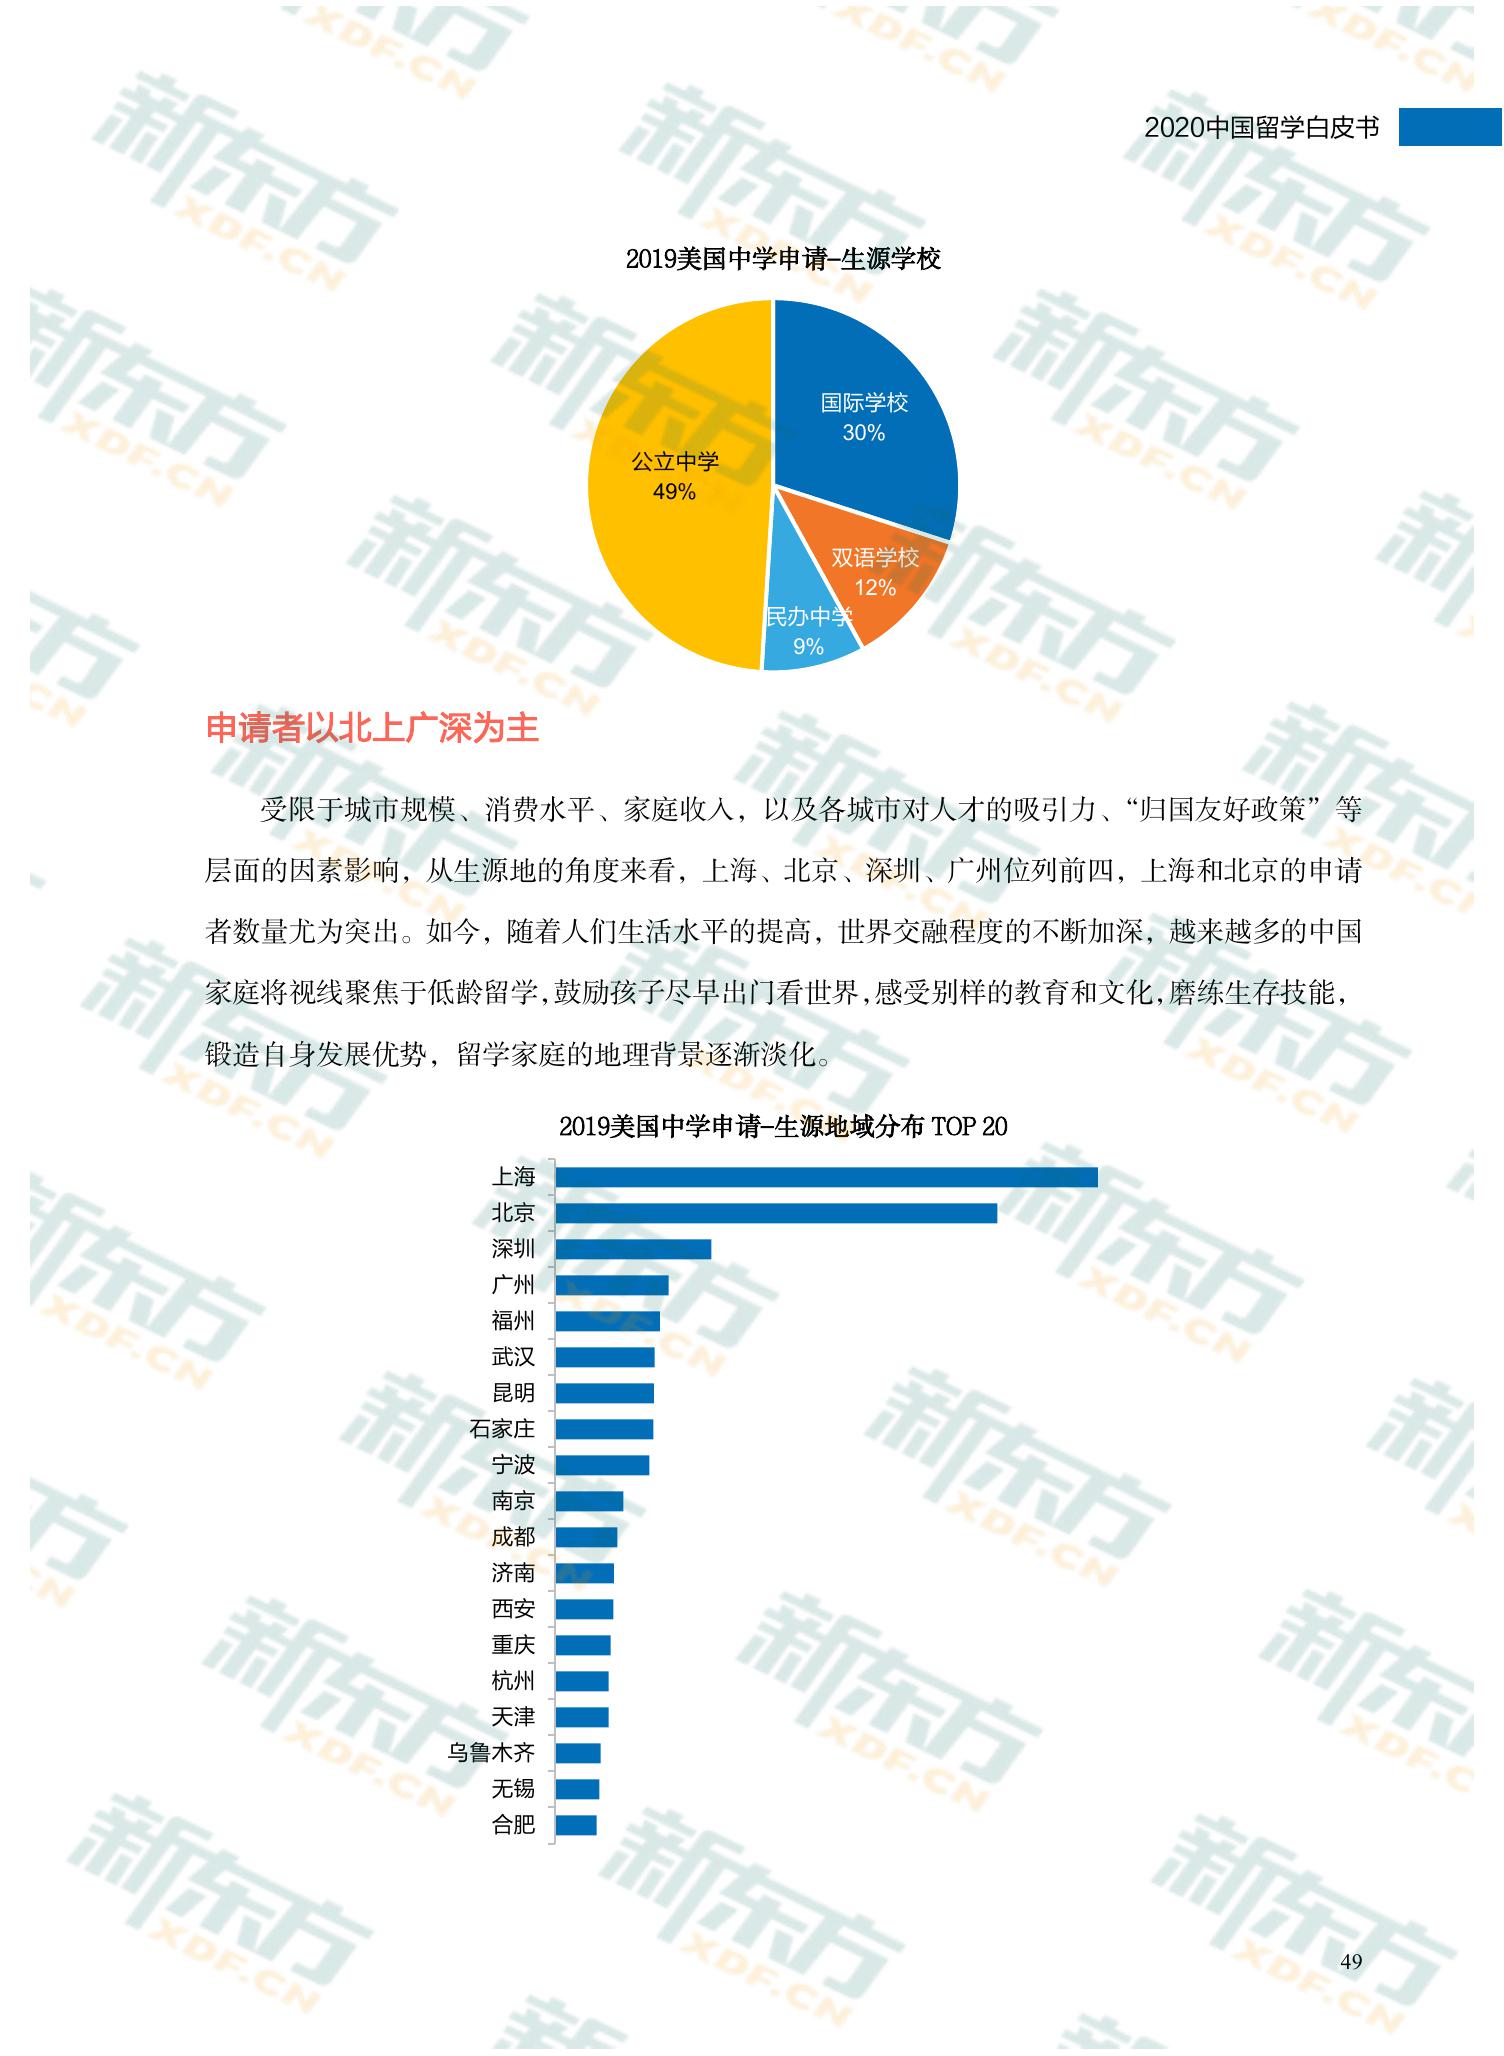 2020中国留学白皮书
2019美国中学申请–生源学校
国际学校
30%
公立中学
49%
双语学校
12%
民办中学
9%
申请者以北上广深为主
受限于城市规模、消费水平、家庭收入，以及各城市对人才的吸引力、“归国友好政策”等
层面的因素影响，从生源地的角度来看，上海、北京、深圳、广州位列前四，上海和北京的申请
者数量尤为突出。如今，随着人们生活水平的提高，世界交融程度的不断加深，越来越多的中国
家庭将视线聚焦于低龄留学，鼓励孩子尽早出门看世界，感受别样的教育和文化，磨练生存技能，
锻造自身发展优势，留学家庭的地理背景逐渐淡化。
2019美国中学申请–生源地域分布 TOP 20
上海
北京
深圳
广州
福州
武汉
昆明
石家庄
宁波
南京
成都
济南
西安
重庆
杭州
天津
乌鲁木齐
无锡
合肥
49
新东方
XDF.CN